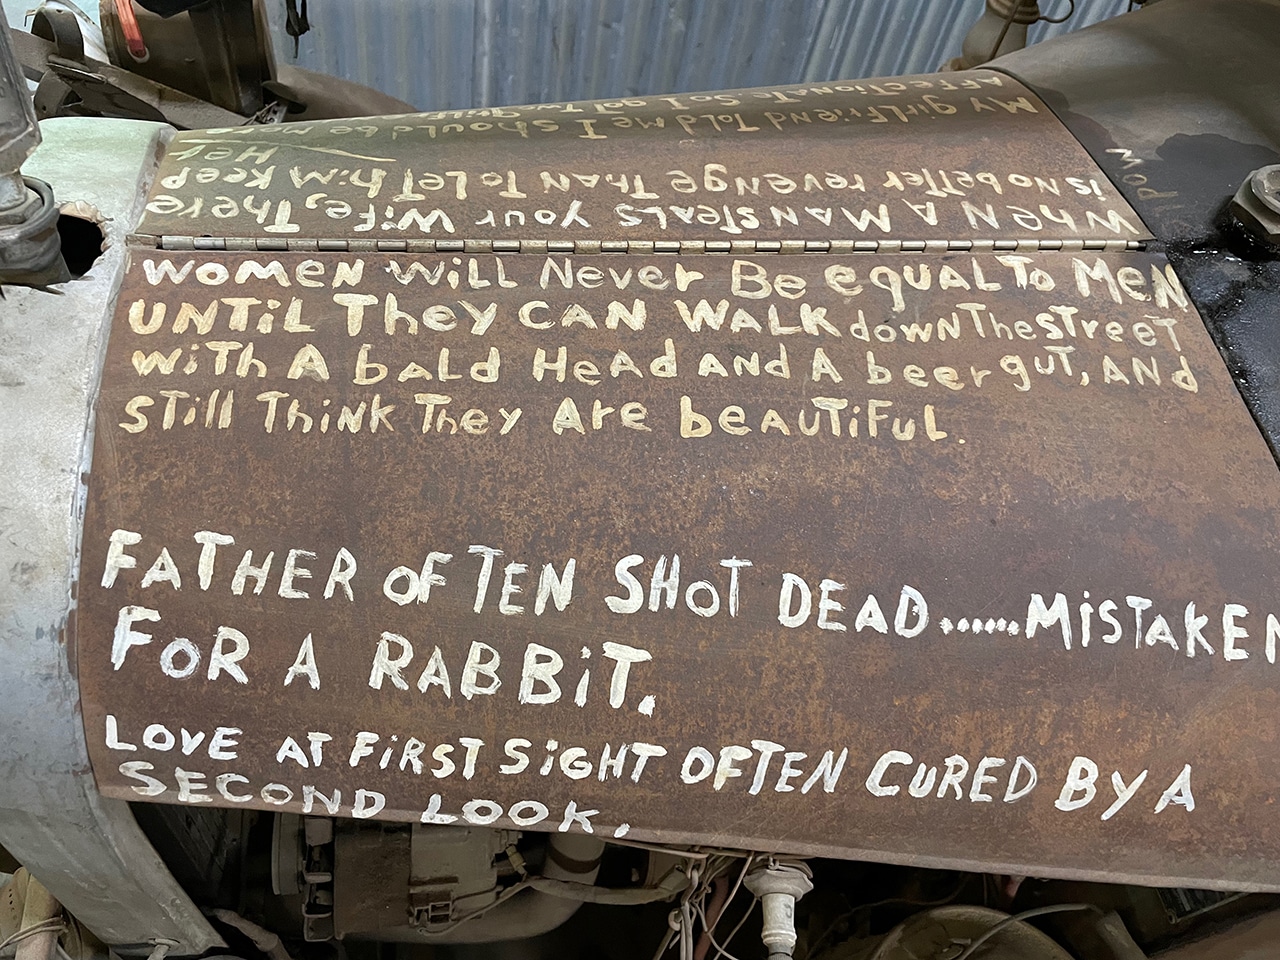 WheN A MAN STeALS your Wife, There
is No beTTer revenge ThAN To LeT him Keep
Her
My girlfriend Told me I should be More
AffecTionATe So I goT Two
WOMeN WiLL Never Be equAL To MeN
UNTiL They CAN WALK dowN The sTreeT
wiTh A bALd HeAd AND A beer guT, ANd
STill Think They Are beAuTiFuL.
FATHER OF TEN SHOT DEAD......MiSTAKEN
FOR A RABBiT.
LOVE AT FiRST SiGHT OFTEN CURED By A
SECOND LOOK.